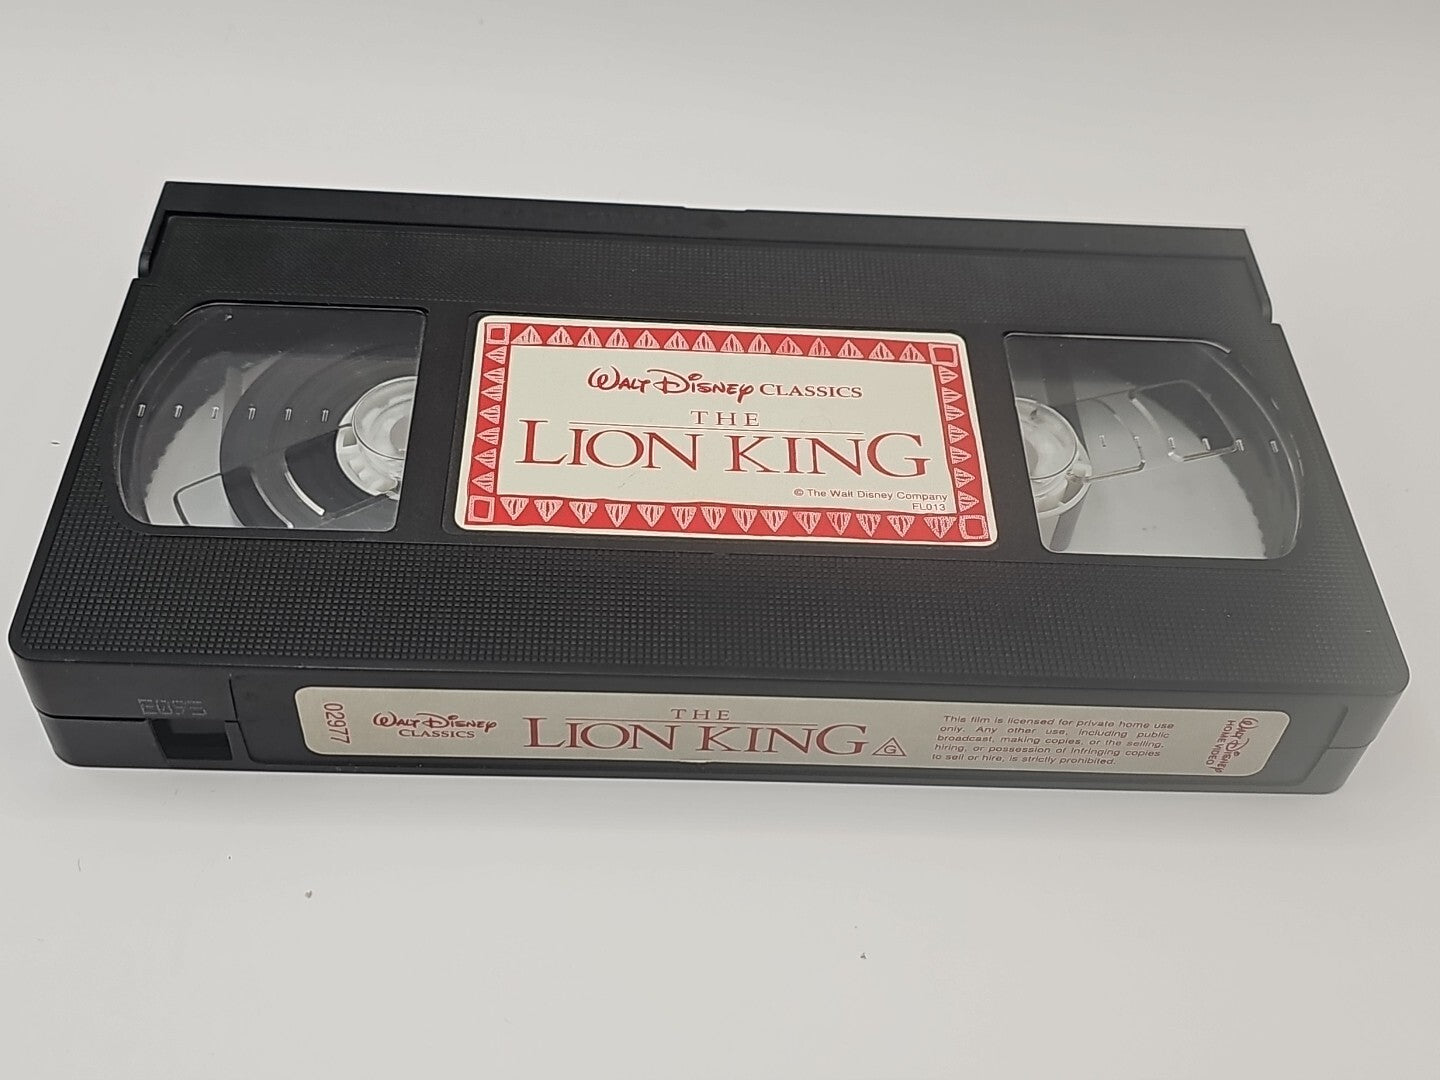 WALT DISNEY CLASSICS
THE
LION KING
© The Walt Disney Company
FL013
02977
WALT DISNEY
CLASSICS
THE
LION KING
G
This film is licensed for private home use
only. Any other use, including public
broadcast, making copies, or the selling,
hiring, or possession of infringing copies
to sell or hire, is strictly prohibited.
WALT DISNEY
HOME VIDEO